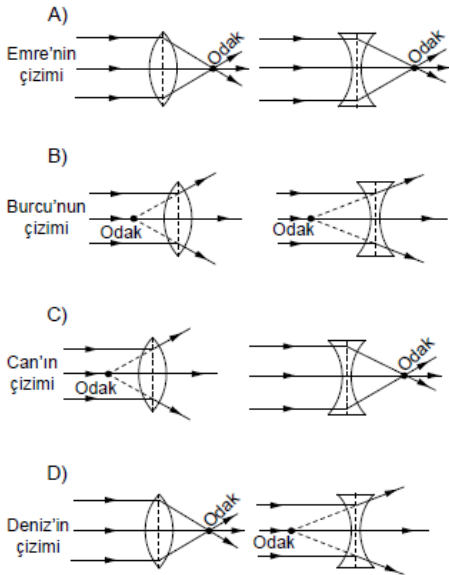 A)
Emre'nin
çizimi
Odak
Odak
B)
Burcu'nun
çizimi
Odak
Odak
C)
Can'ın
çizimi
Odak
Odak
D)
Deniz'in
çizimi
Odak
Odak